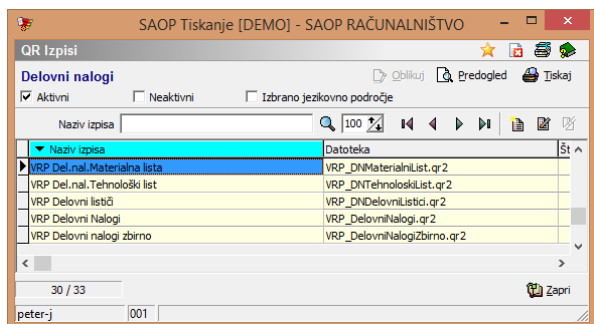 SAOP Tiskanje [DEMO] - SAOP RAČUNALNIŠTVO
QR Izpisi
Delovni nalogi
Oblikuj Predogled Tiskaj
Aktivni Neaktivni Izbrano jezikovno področje
Naziv izpisa 100
Naziv izpisa Datoteka Št
VRP Del.nal.Materialna lista VRP_DNMaterialniList.qr2
VRP Del.nal.Tehnološki list VRP_DNTehnoloskiList.qr2
VRP Delovni lističi VRP_DNDelovniListici.qr2
VRP Delovni Nalogi VRP_DelovniNalogi.qr2
VRP Delovni nalogi zbirno VRP_DelovniNalogiZbirno.qr2
30 / 33 Zapri
peter-j 001